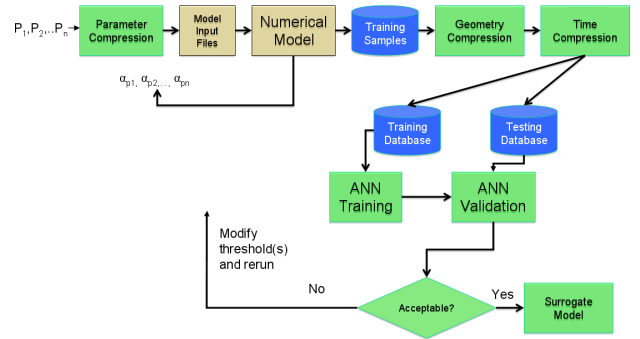 P1,P2,..Pn
Parameter
Compression
Model
Input
Files
Numerical
Model
Training
Samples
Geometry
Compression
Time
Compression
αp1, αp2,..., αpn
Training
Database
Testing
Database
ANN
Training
ANN
Validation
Modify
threshold(s)
and rerun
No
Acceptable?
Yes
Surrogate
Model